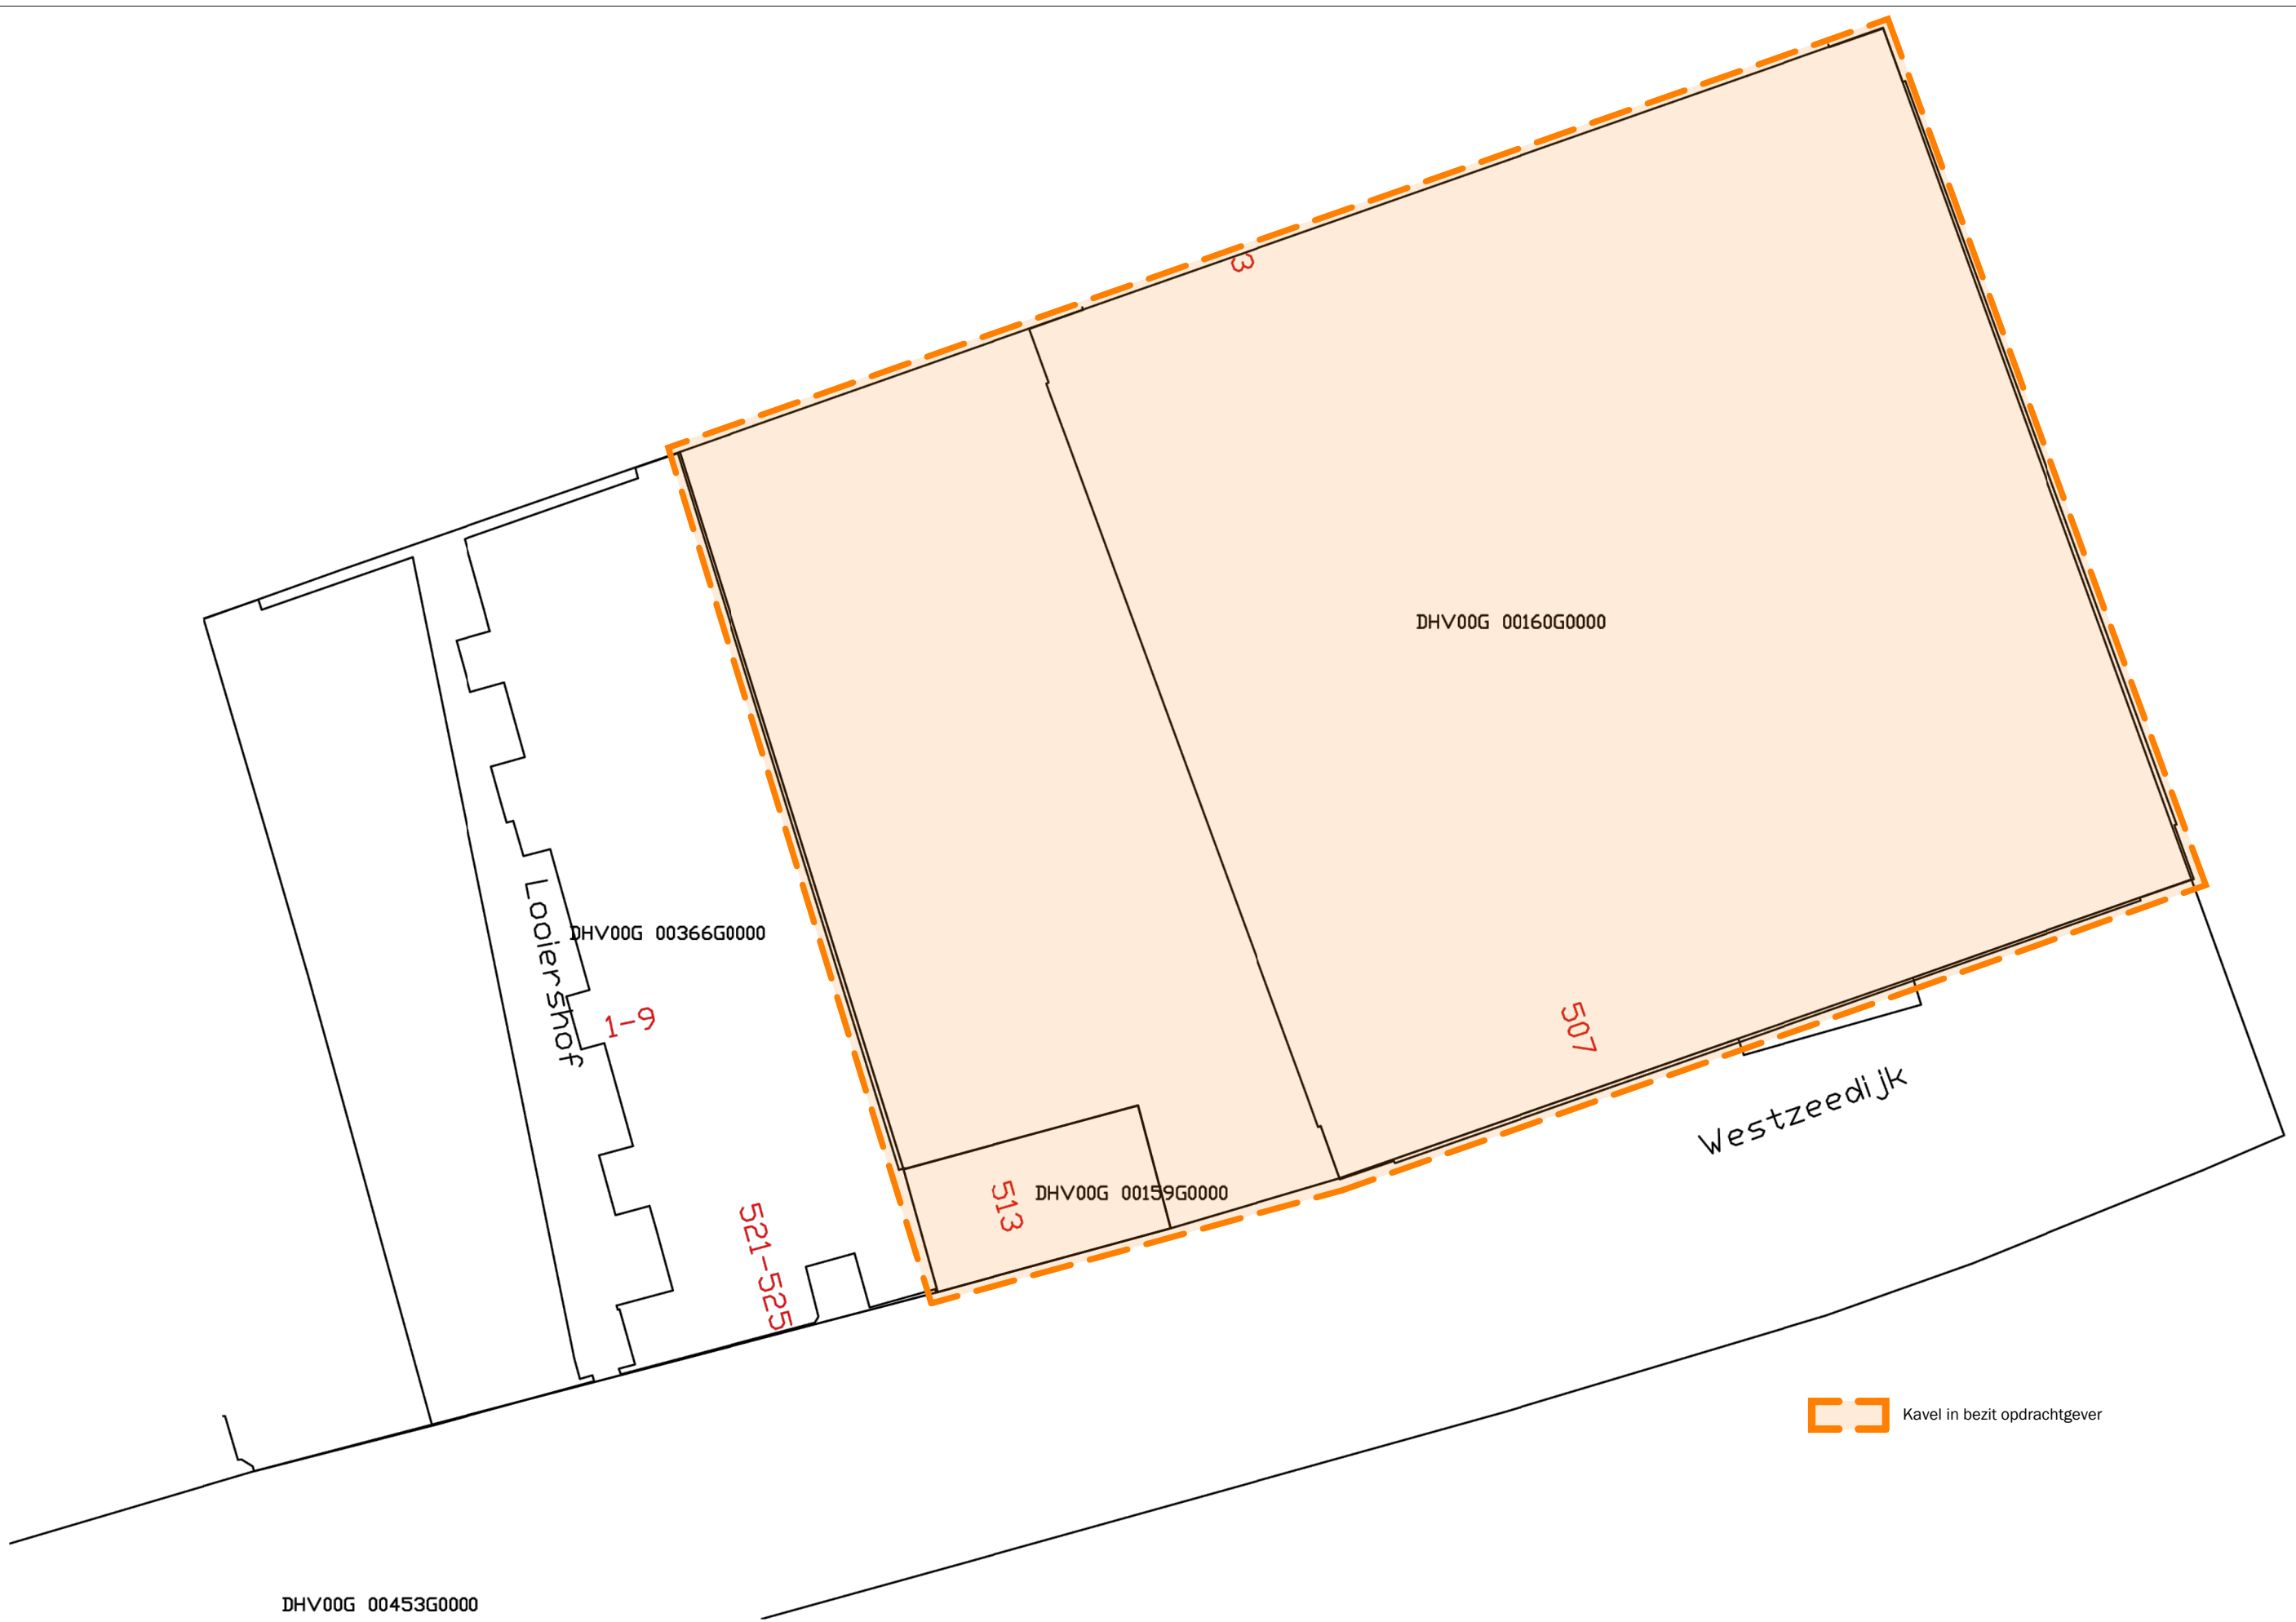 3
DHV00G 00160G0000
Looiershof
DHV00G 00366G0000
1-9
507
Westzeedijk
513
DHV00G 00159G0000
521-525
Kavel in bezit opdrachtgever
DHV00G 00453G0000